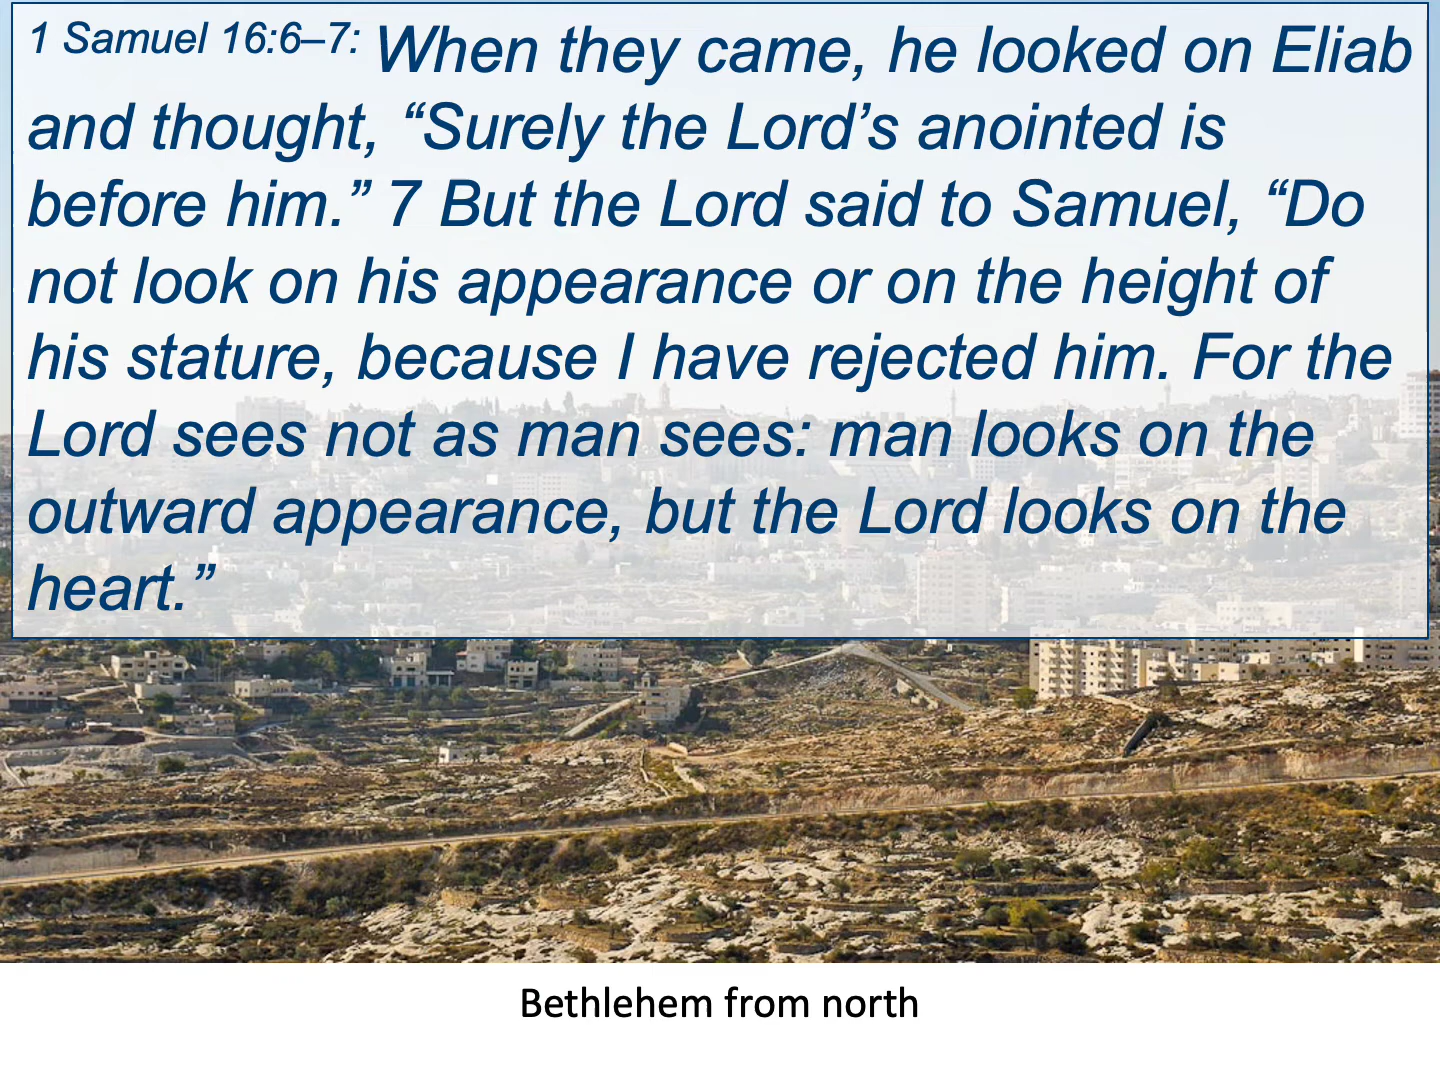 1 Samuel 16:6–7: When they came, he looked on Eliab
and thought, “Surely the Lord’s anointed is
before him.” 7 But the Lord said to Samuel, “Do
not look on his appearance or on the height of
his stature, because I have rejected him. For the
Lord sees not as man sees: man looks on the
outward appearance, but the Lord looks on the
heart.”
Bethlehem from north